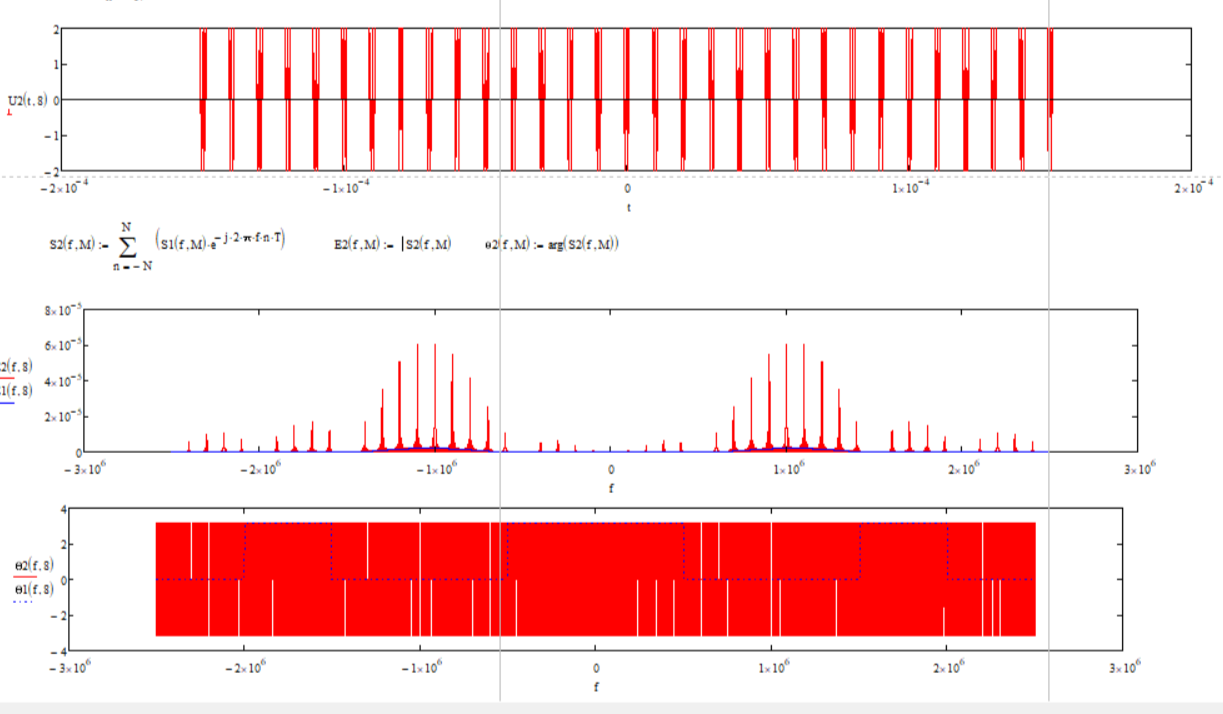 2
1
U2(t,8) 0
−1
−2
−2×10⁻⁴ −1×10⁻⁴ 0 1×10⁻⁴ 2×10⁻⁴
t
S2(f,M) := ∑ n = −N N (S1(f,M)·e^(−j·2·π·f·n·T)) E2(f,M) := |S2(f,M) θ2(f,M) := arg(S2(f,M))
8×10⁻⁵
6×10⁻⁵
2(f,8)
4×10⁻⁵
1(f,8)
2×10⁻⁵
0
−3×10⁶ −2×10⁶ −1×10⁶ 0 1×10⁶ 2×10⁶ 3×10⁶
f
4
2
θ2(f,8)
0
θ1(f,8)
−2
−4
−3×10⁶ −2×10⁶ −1×10⁶ 0 1×10⁶ 2×10⁶ 3×10⁶
f